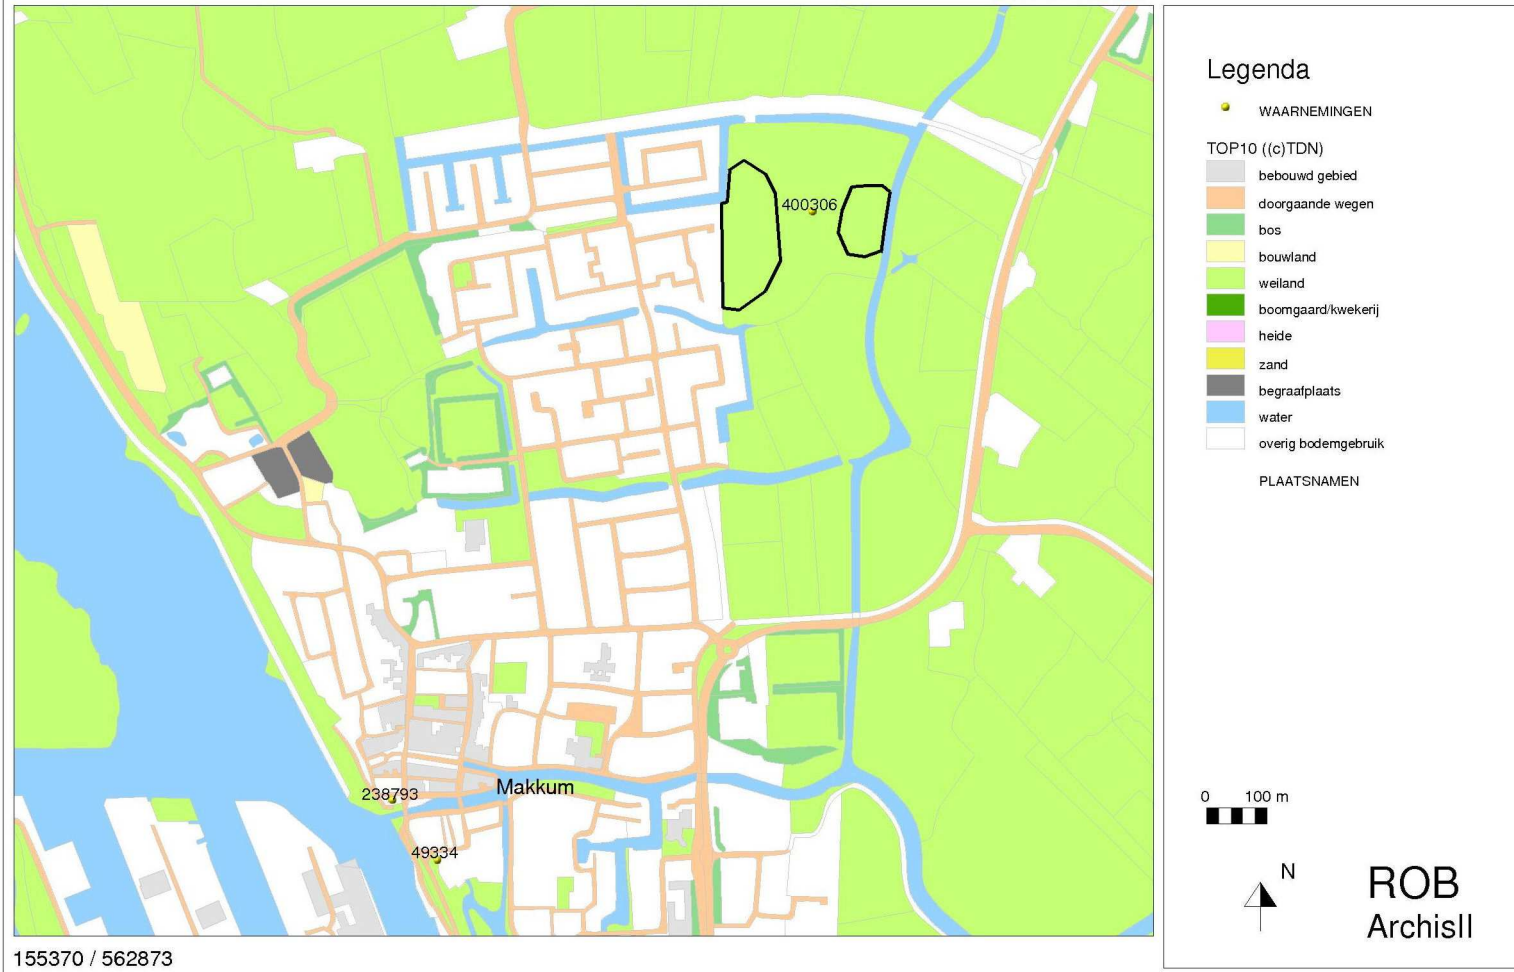 400306
238793
Makkum
49334
155370 / 562873
Legenda
WAARNEMINGEN
TOP10 ((c)TDN)
bebouwd gebied
doorgaande wegen
bos
bouwland
weiland
boomgaard/kwekerij
heide
zand
begraafplaats
water
overig bodemgebruik
PLAATSNAMEN
0 100 m
N
ROB
ArchisII